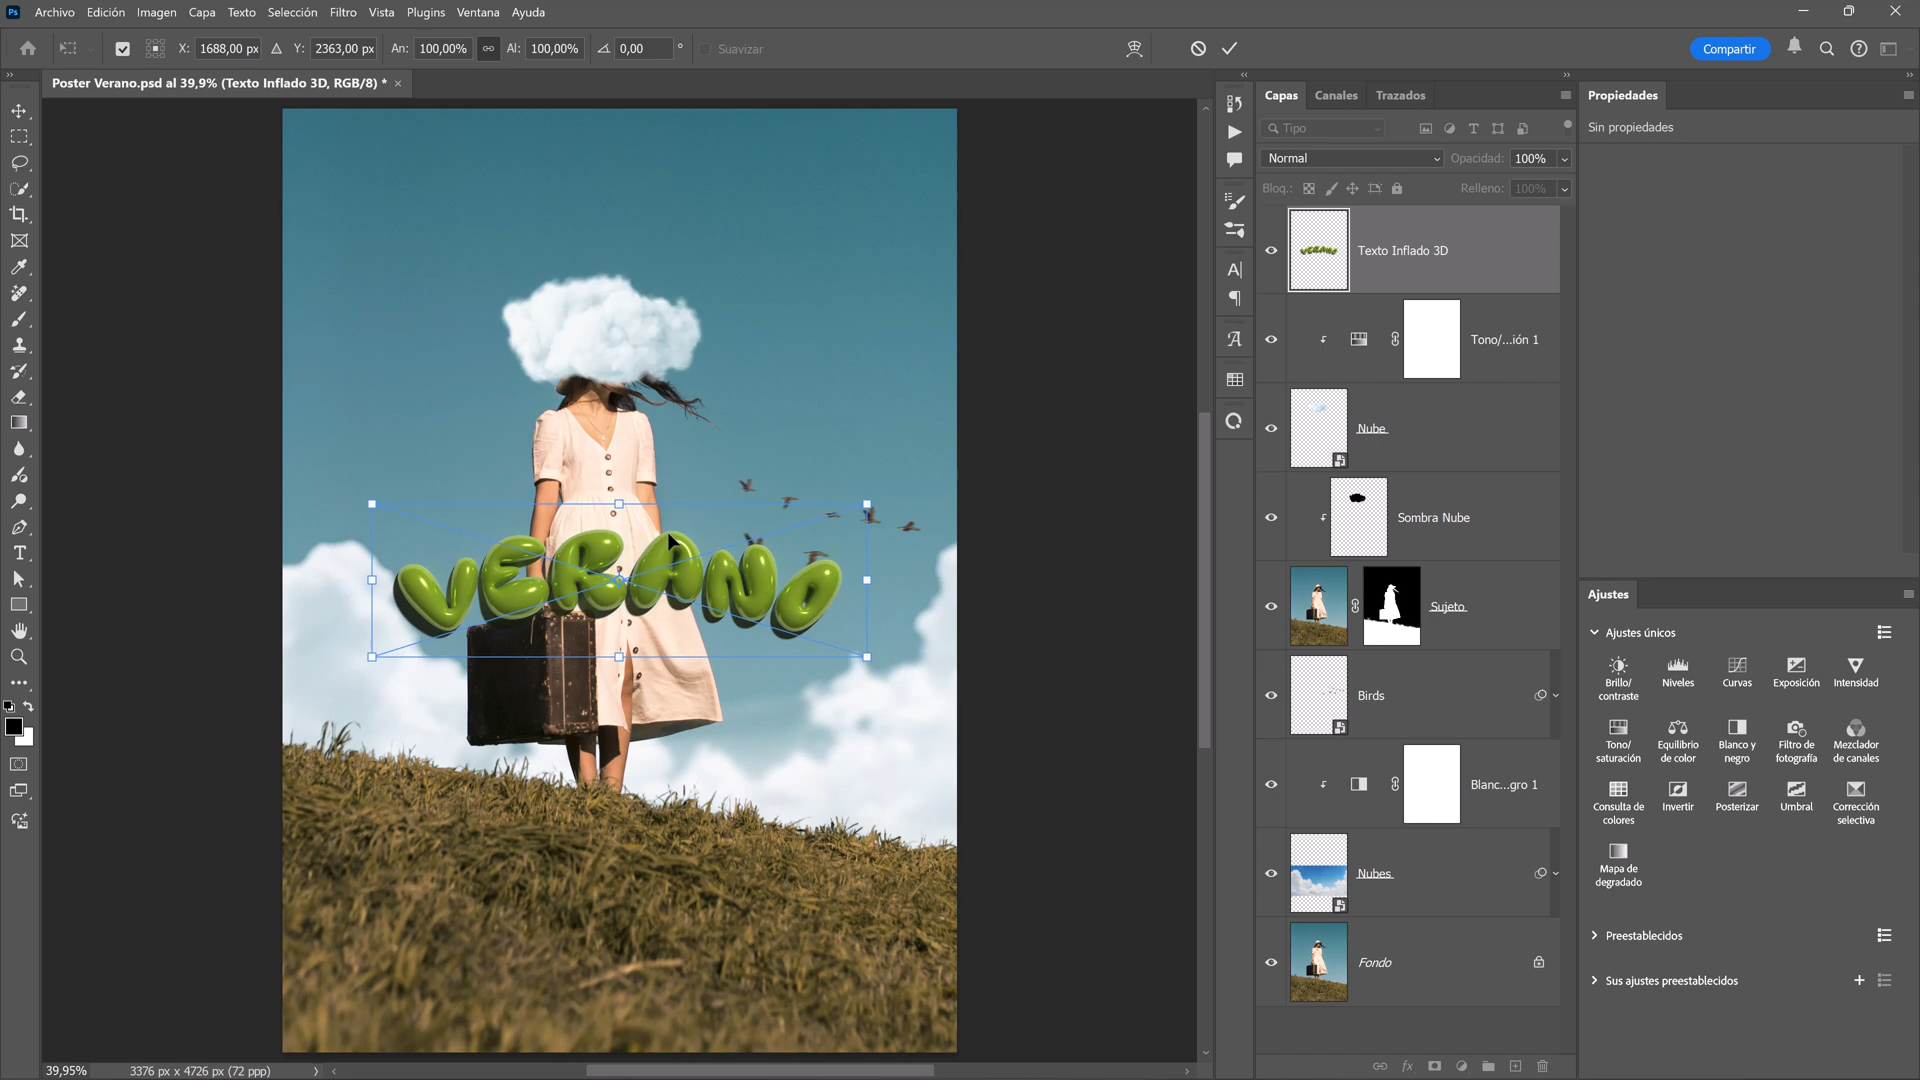 Ps Archivo Edición Imagen Capa Texto Selección Filtro Vista Plugins Ventana Ayuda
X: 1688,00 px Y: 2363,00 px An: 100,00% Al: 100,00% 0,00 ° Suavizar Compartir
Poster Verano.psd al 39,9% (Texto Inflado 3D, RGB/8) *
VERANO
39,95% 3376 px x 4726 px (72 ppp)
Capas Canales Trazados
Tipo
Normal Opacidad: 100%
Bloq.: Relleno: 100%
Texto Inflado 3D
Tono/...ión 1
Nube
Sombra Nube
Sujeto
Birds
Blanc...gro 1
Nubes
Fondo
fx
Propiedades
Sin propiedades
Ajustes
Ajustes únicos
Brillo/ contraste
Niveles
Curvas
Exposición
Intensidad
Tono/ saturación
Equilibrio de color
Blanco y negro
Filtro de fotografía
Mezclador de canales
Consulta de colores
Invertir
Posterizar
Umbral
Corrección selectiva
Mapa de degradado
Preestablecidos
Sus ajustes preestablecidos